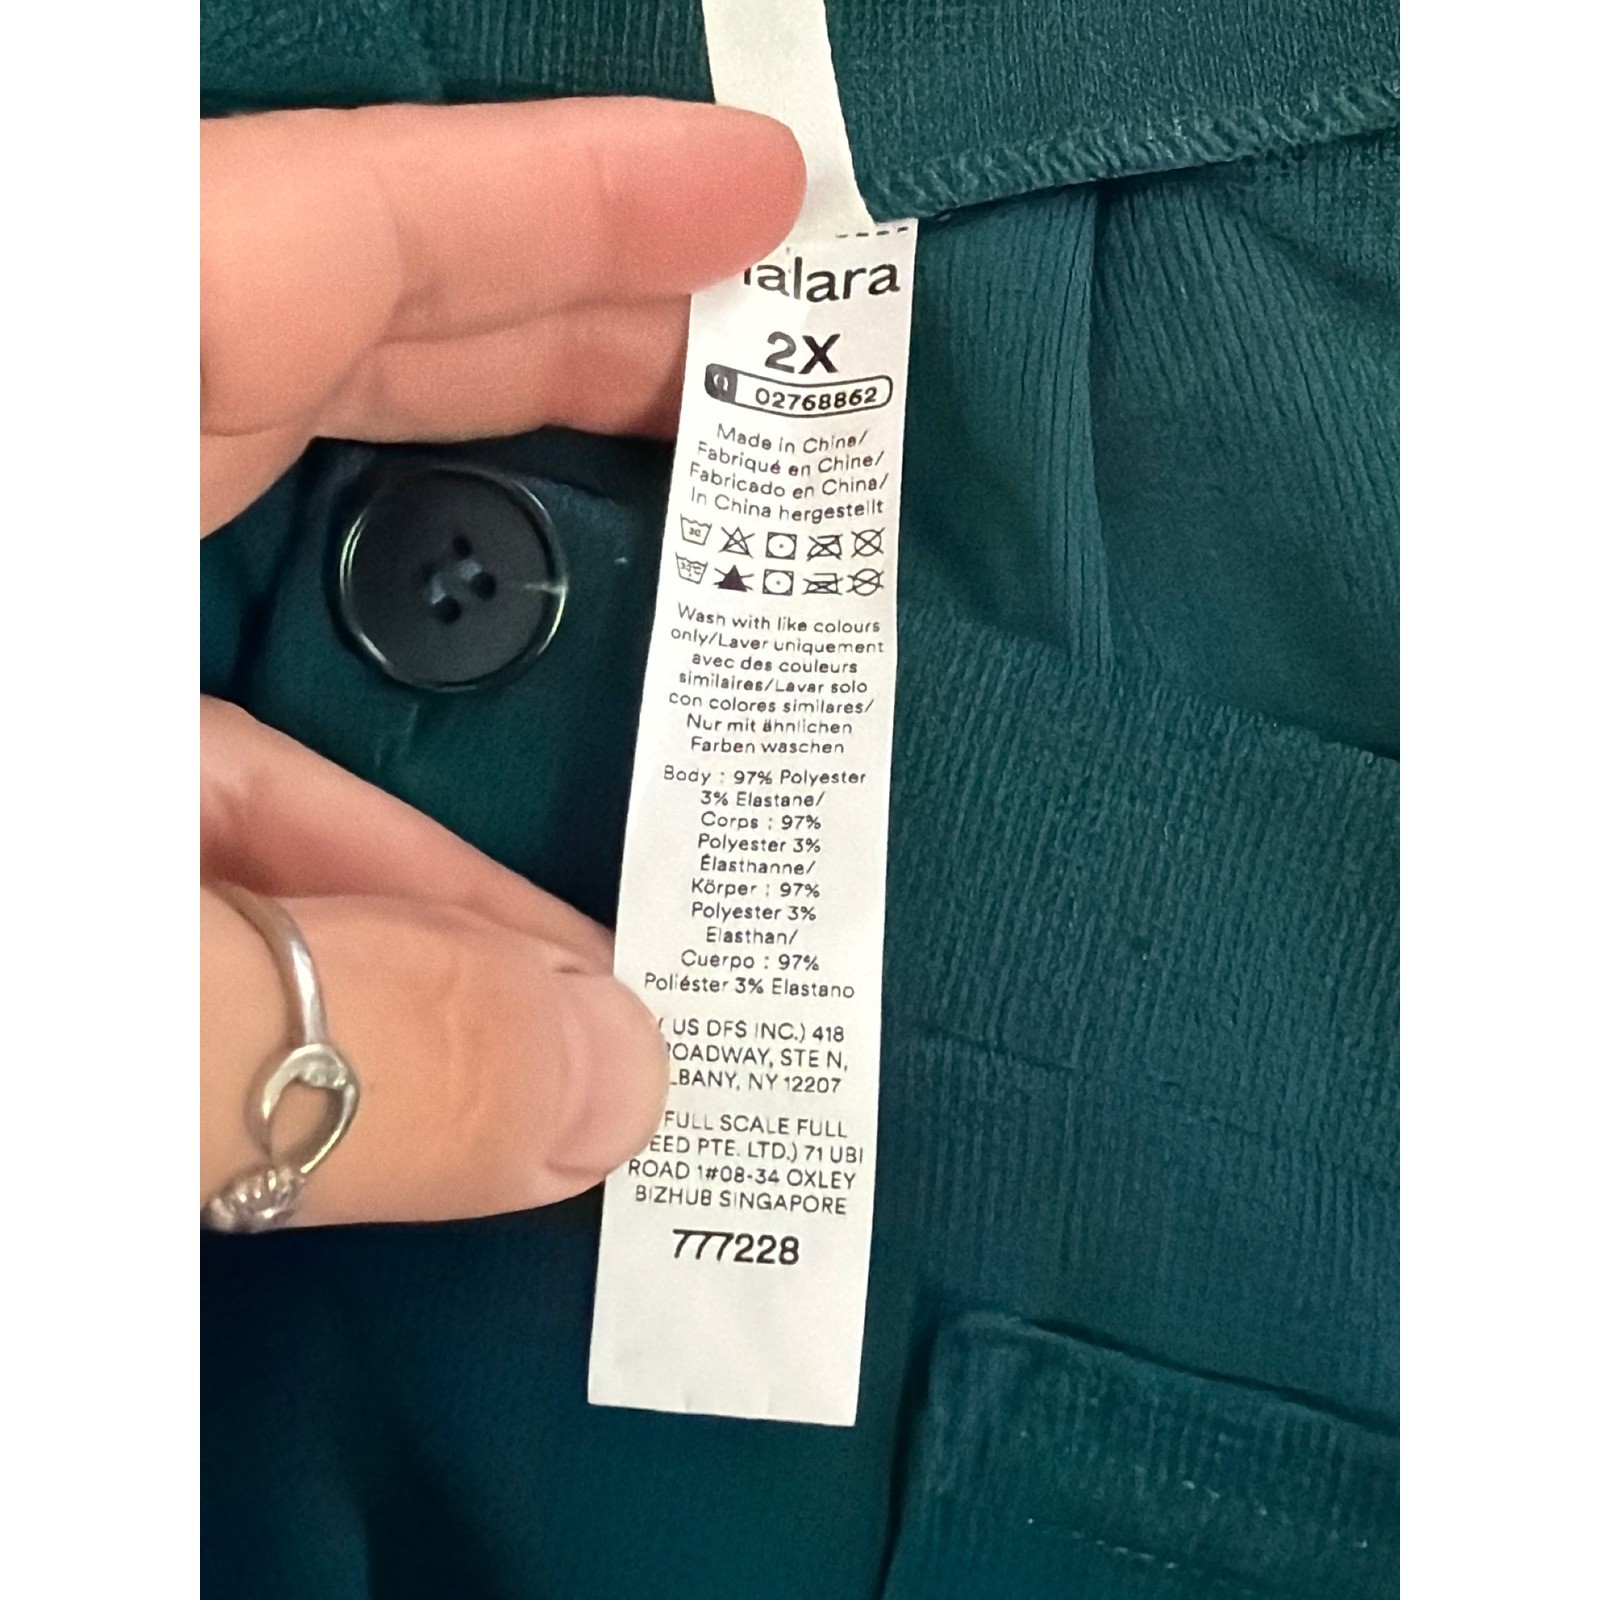 alara
2X
02768862
Made in China/
Fabriqué en Chine/
Fabricado en China/
In China hergestellt
Wash with like colours
only/Laver uniquement
avec des couleurs
similaires/Lavar solo
con colores similares/
Nur mit ähnlichen
Farben waschen
Body : 97% Polyester
3% Elastane/
Corps : 97%
Polyester 3%
Élasthanne/
Körper : 97%
Polyester 3%
Elasthan/
Cuerpo : 97%
Poliéster 3% Elastano
( US DFS INC.) 418
ROADWAY, STE N,
LBANY, NY 12207
FULL SCALE FULL
EED PTE. LTD.) 71 UBI
ROAD 1#08-34 OXLEY
BIZHUB SINGAPORE
777228